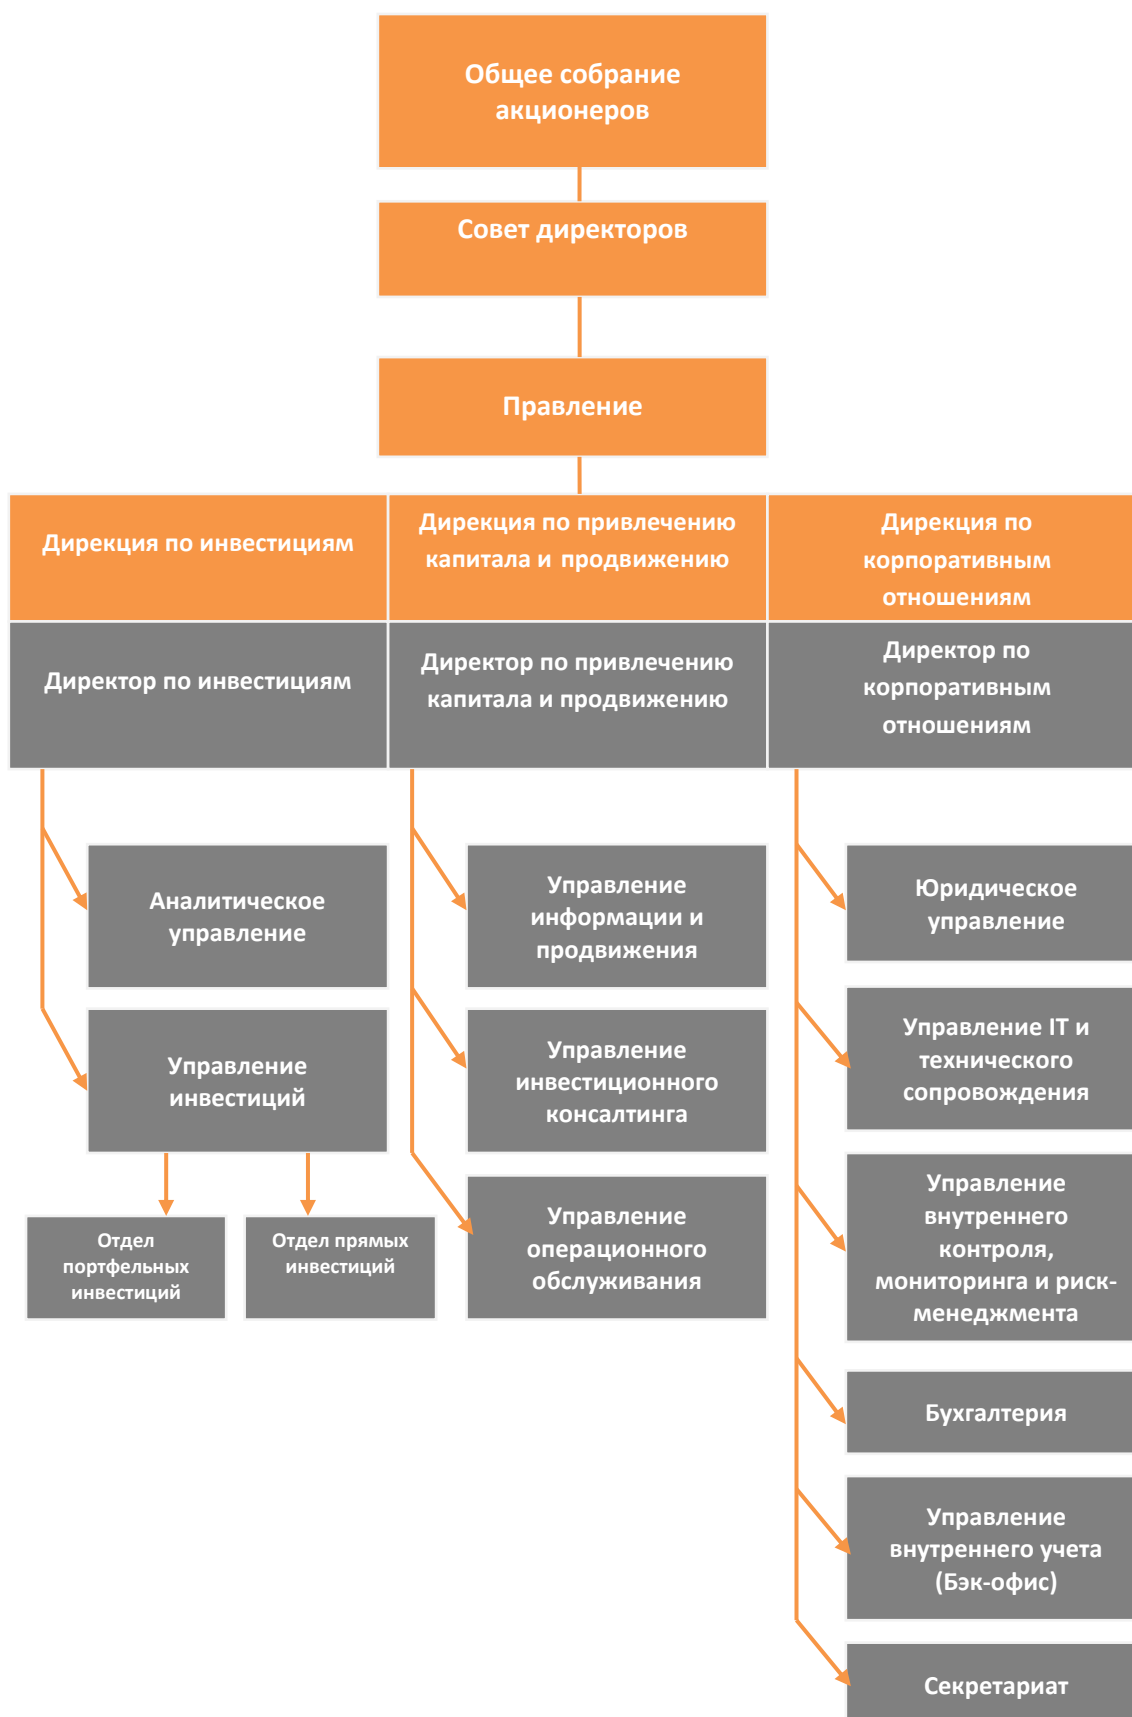 Общее собрание
акционеров
Совет директоров
Правление
Дирекция по инвестициям
Дирекция по привлечению
капитала и продвижению
Дирекция по
корпоративным
отношениям
Директор по инвестициям
Директор по привлечению
капитала и продвижению
Директор по
корпоративным
отношениям
Аналитическое
управление
Управление
инвестиций
Отдел
портфельных
инвестиций
Отдел прямых
инвестиций
Управление
информации и
продвижения
Управление
инвестиционного
консалтинга
Управление
операционного
обслуживания
Юридическое
управление
Управление IT и
технического
сопровождения
Управление
внутреннего
контроля,
мониторинга и риск-
менеджмента
Бухгалтерия
Управление
внутреннего учета
(Бэк-офис)
Секретариат